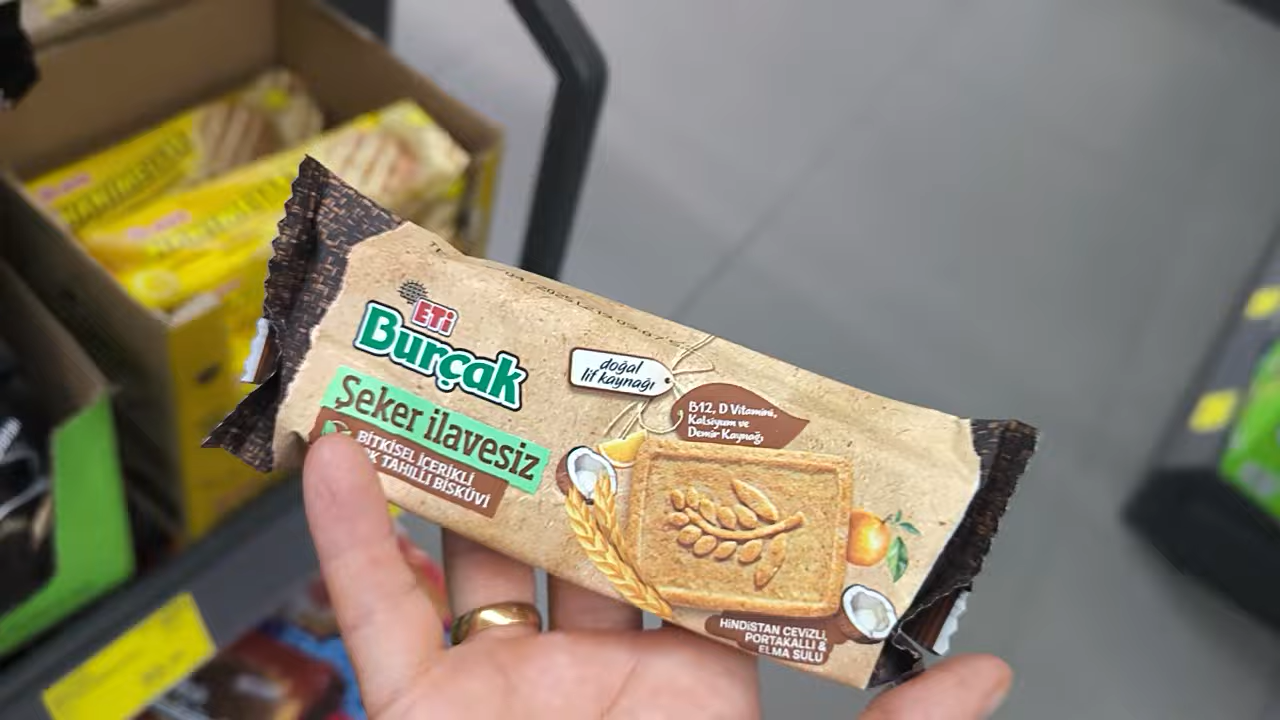 ETİ
Burçak
Şeker ilavesiz
BİTKİSEL İÇERİKLİ
TAHILLI BİSKÜVİ
doğal
lif kaynağı
B12, D Vitamini,
Kalsiyum ve
Demir Kaynağı
HİNDİSTAN CEVİZLİ,
PORTAKALLI &
ELMA SULU